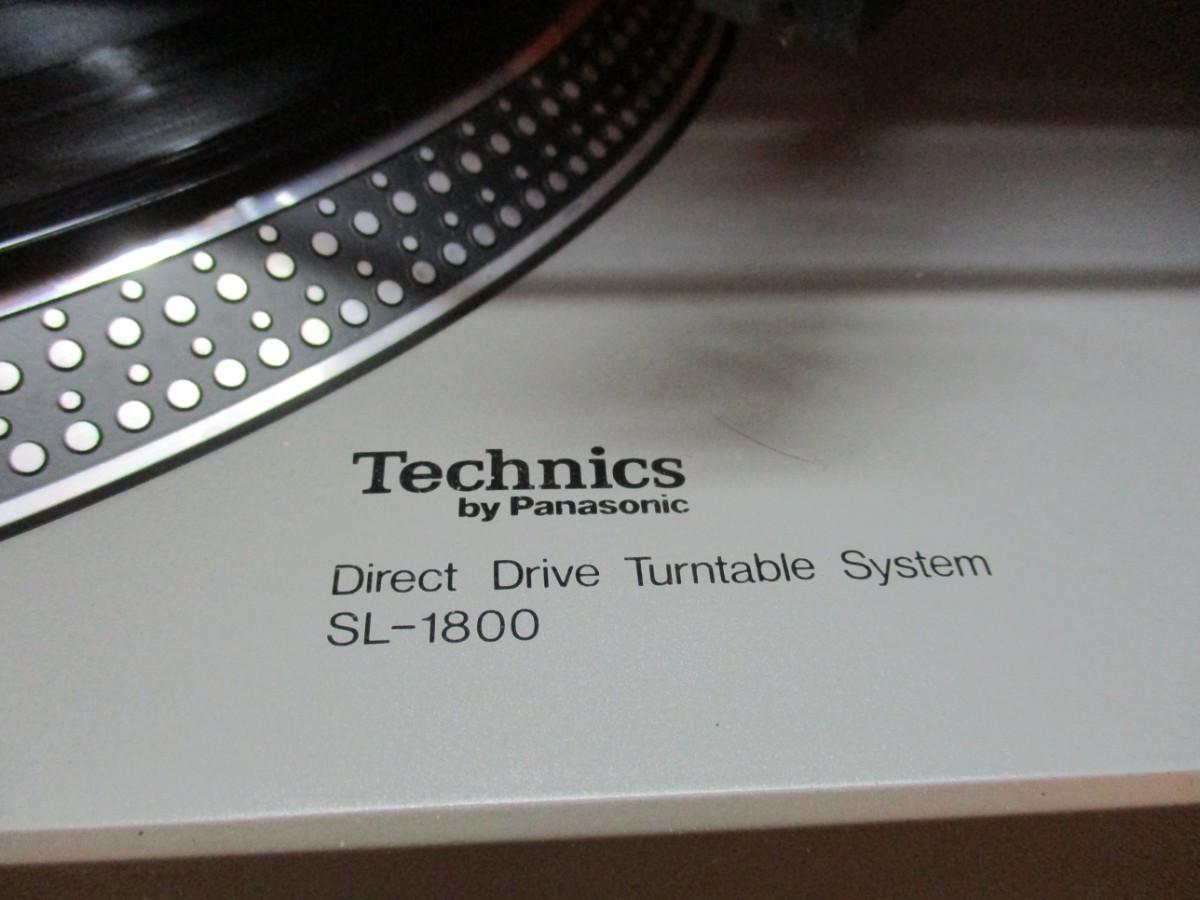 Technics
by Panasonic
Direct Drive Turntable System
SL-1800